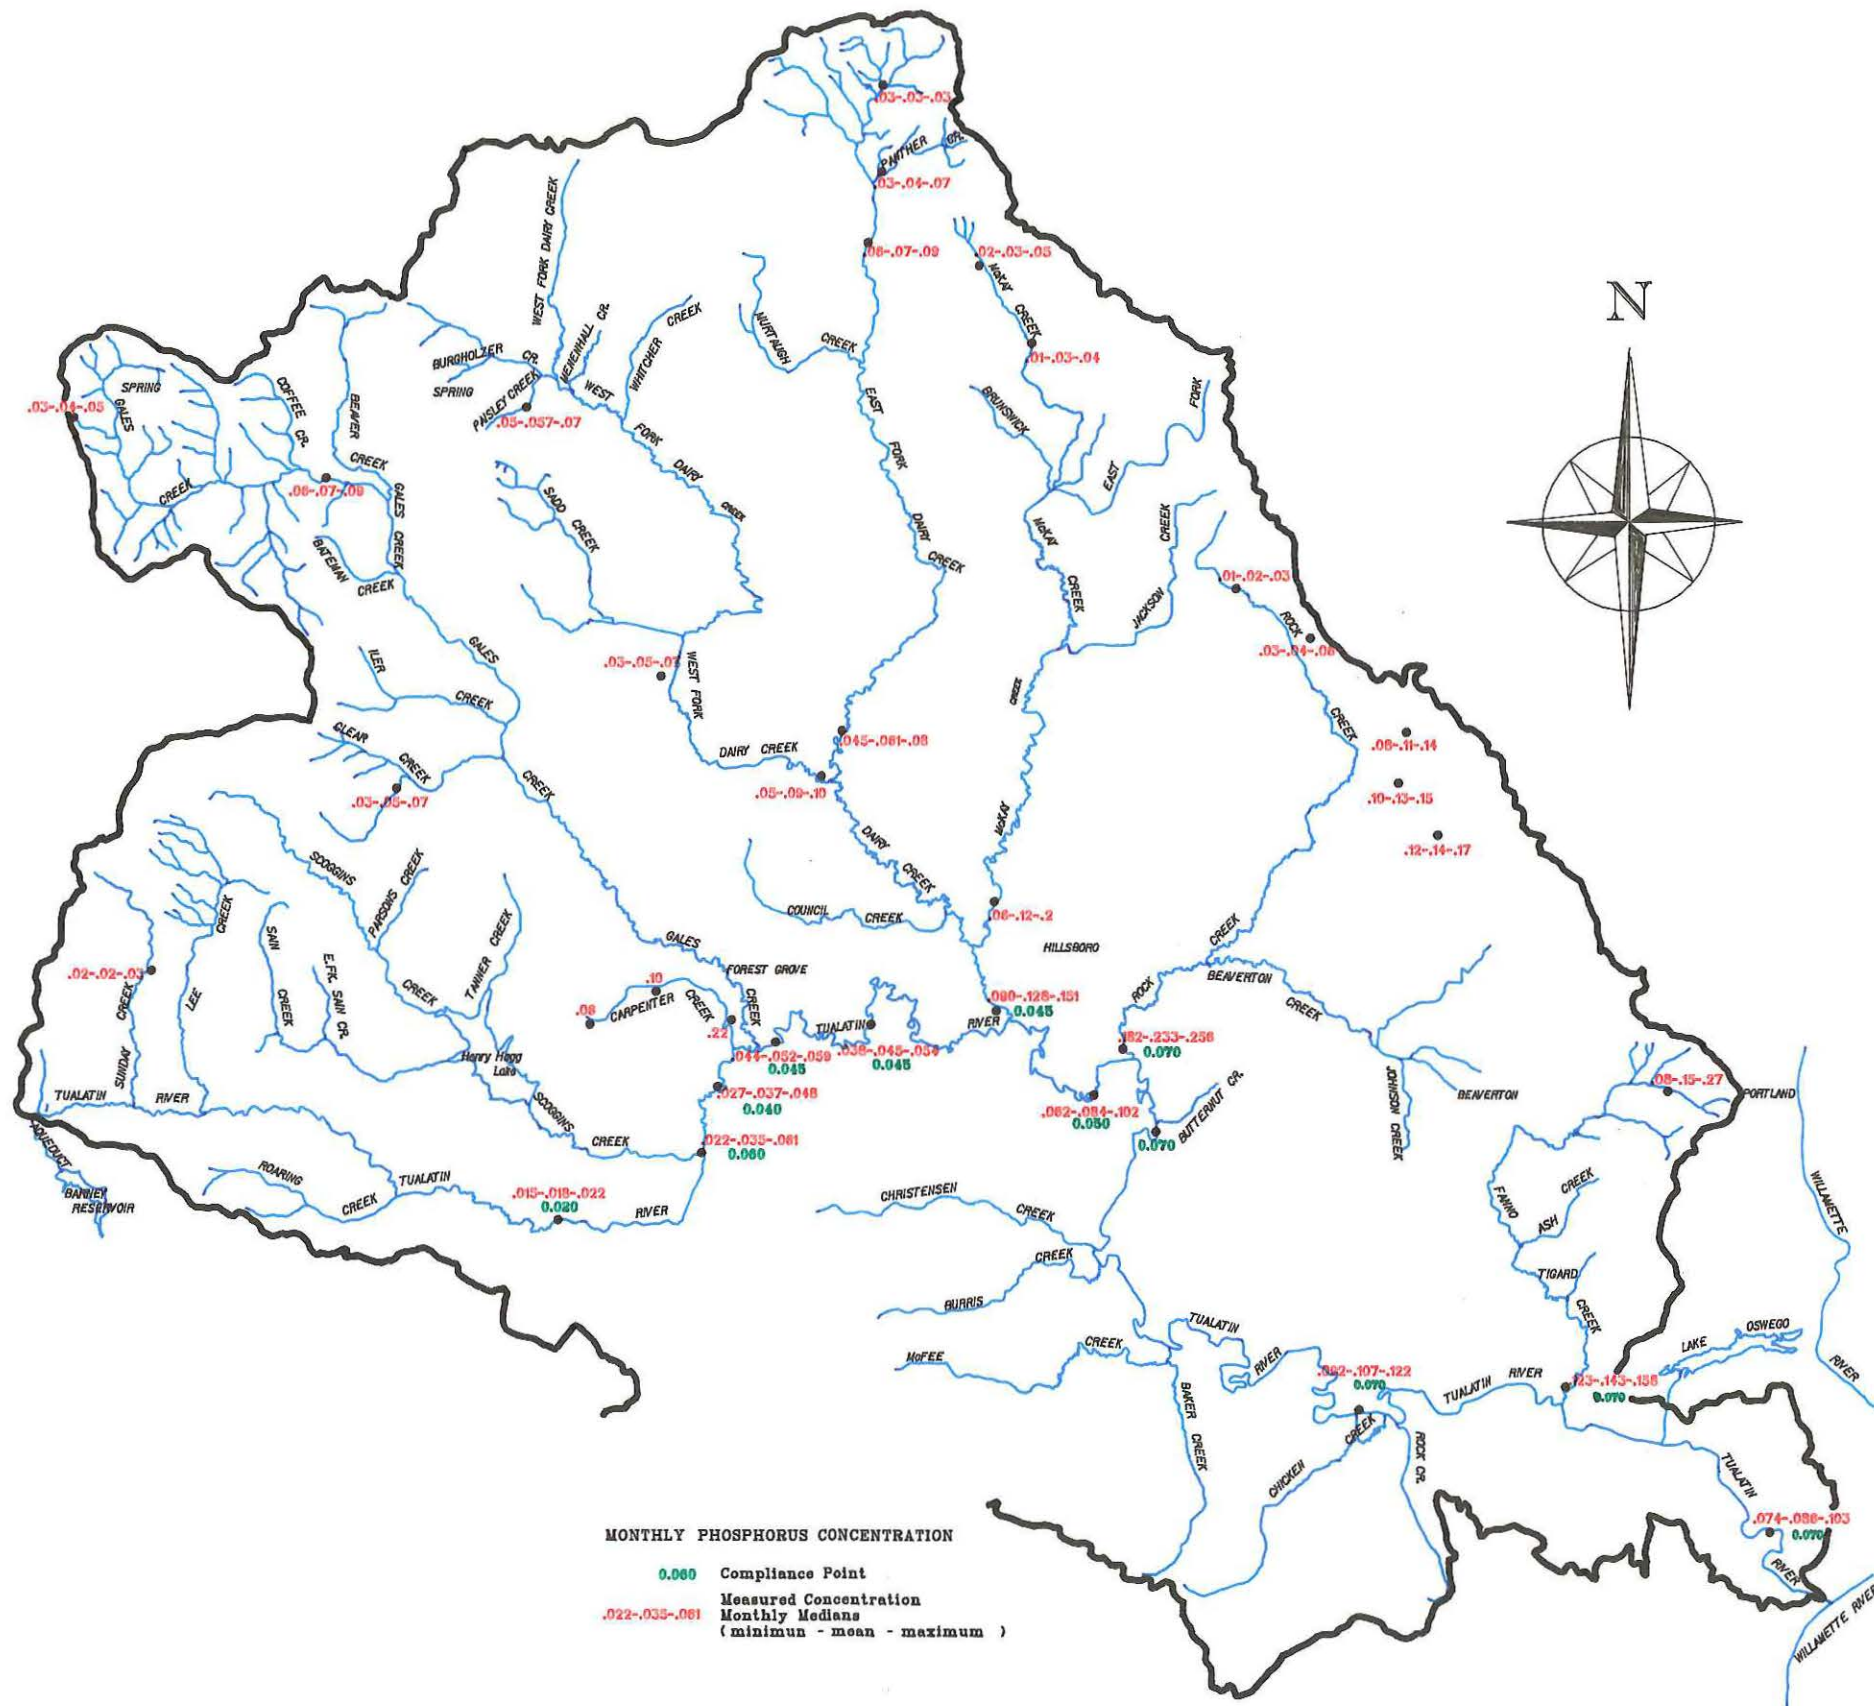 .03-.03-.03
PANTHER CR.
.03-.04-.07
.06-.07-.09
.02-.03-.05
McKAY CREEK
.01-.03-.04
N
WEST FORK DAIRY CREEK
MENENHALL CR.
WHITCHER CREEK
MURTAUGH CREEK
BURGHOLZER CR.
SPRING
PAISLEY CREEK
.05-.057-.07
WEST FORK DAIRY CREEK
EAST FORK DAIRY CREEK
BRUNSWICK
EAST FORK
McKAY CREEK
JACKSON CREEK
SPRING
GALES
CREEK
.03-.04-.05
COFFEE CR.
BEAVER CREEK
.06-.07-.09
GALES CREEK
BATEMAN CREEK
SADD CREEK
.01-.02-.03
ROCK CREEK
.03-.04-.06
GALES
ILER CREEK
.03-.05-.07
WEST FORK
DAIRY CREEK
.045-.061-.08
.05-.09-.10
CREEK
McKAY
.08-.11-.14
.10-.13-.15
.12-.14-.17
CLEAR CREEK
.03-.05-.07
CREEK
SCOGGINS
PARSONS CREEK
TANNER CREEK
CREEK
DAIRY CREEK
COUNCIL CREEK
.06-.12-.2
HILLSBORO
GALES
CREEK
FOREST GROVE
.10
.08
CARPENTER CREEK
.22
.02-.02-.03
SUNDAY CREEK
LEE CREEK
SAIN CREEK
E.FK. SAIN CR.
Henry Hagg
Lake
CREEK
ROCK
BEAVERTON CREEK
.090-.126-.151
0.045
TUALATIN RIVER
.044-.052-.059
0.045
.038-.045-.054
0.045
.182-.233-.256
0.070
.027-.037-.048
0.040
.062-.084-.102
0.050
BUTTERNUT CR.
0.070
JOHNSON CREEK
BEAVERTON
.08-.15-.27
PORTLAND
TUALATIN RIVER
AQUEDUCT
BARNEY
RESERVOIR
SCOGGINS CREEK
.022-.035-.061
0.060
ROARING CREEK
TUALATIN RIVER
.015-.018-.022
0.020
CHRISTENSEN CREEK
BURRIS CREEK
McFEE CREEK
BAKER CREEK
TUALATIN RIVER
FANNO
ASH CREEK
TIGARD
CREEK
WILLAMETTE RIVER
LAKE OSWEGO
.092-.107-.122
0.070
TUALATIN RIVER
.123-.143-.156
0.070
CHICKEN CREEK
ROCK CR.
TUALATIN RIVER
.074-.086-.103
0.070
WILLAMETTE RIVER
MONTHLY PHOSPHORUS CONCENTRATION
0.060 Compliance Point
Measured Concentration
.022-.035-.061 Monthly Medians
( minimun - mean - maximum )